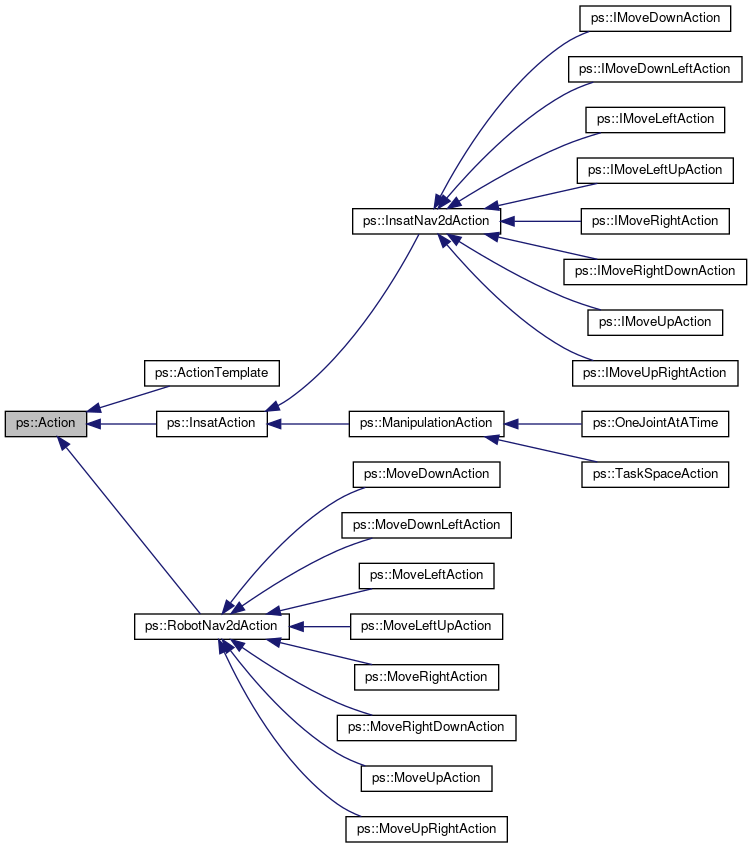 ps::IMoveDownAction
ps::IMoveDownLeftAction
ps::IMoveLeftAction
ps::IMoveLeftUpAction
ps::InsatNav2dAction
ps::IMoveRightAction
ps::IMoveRightDownAction
ps::IMoveUpAction
ps::ActionTemplate
ps::IMoveUpRightAction
ps::Action
ps::InsatAction
ps::ManipulationAction
ps::OneJointAtATime
ps::MoveDownAction
ps::TaskSpaceAction
ps::MoveDownLeftAction
ps::MoveLeftAction
ps::RobotNav2dAction
ps::MoveLeftUpAction
ps::MoveRightAction
ps::MoveRightDownAction
ps::MoveUpAction
ps::MoveUpRightAction